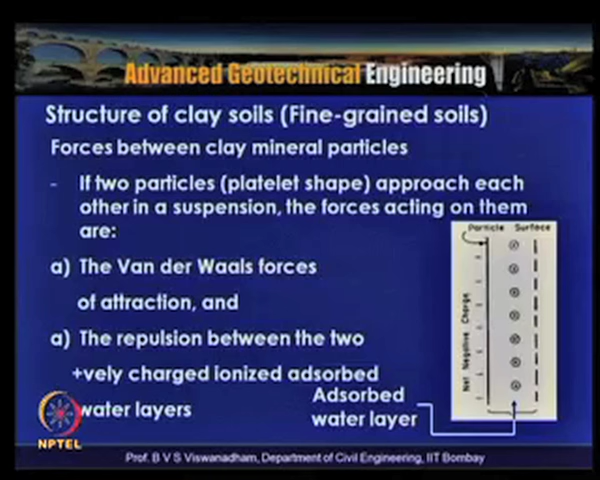 Advanced Geotechnical Engineering
Structure of clay soils (Fine-grained soils)
Forces between clay mineral particles
- If two particles (platelet shape) approach each
other in a suspension, the forces acting on them
are:
a) The Van der Waals forces
of attraction, and
a) The repulsion between the two
+vely charged ionized adsorbed
water layers
Particle Surface
Net Negative Charge
Adsorbed
water layer
NPTEL
Prof. B V S Viswanadham, Department of Civil Engineering, IIT Bombay